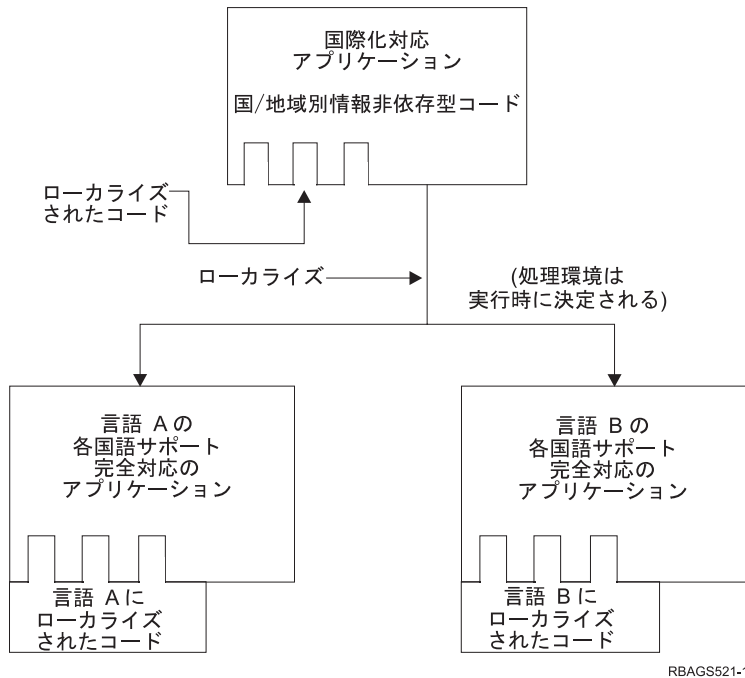 国際化対応
アプリケーション
国/地域別情報非依存型コード
ローカライズ
されたコード
ローカライズ
(処理環境は
実行時に決定される)
言語 A の
各国語サポート
完全対応の
アプリケーション
言語 A に
ローカライズ
されたコード
言語 B の
各国語サポート
完全対応の
アプリケーション
言語 B に
ローカライズ
されたコード
RBAGS521-1